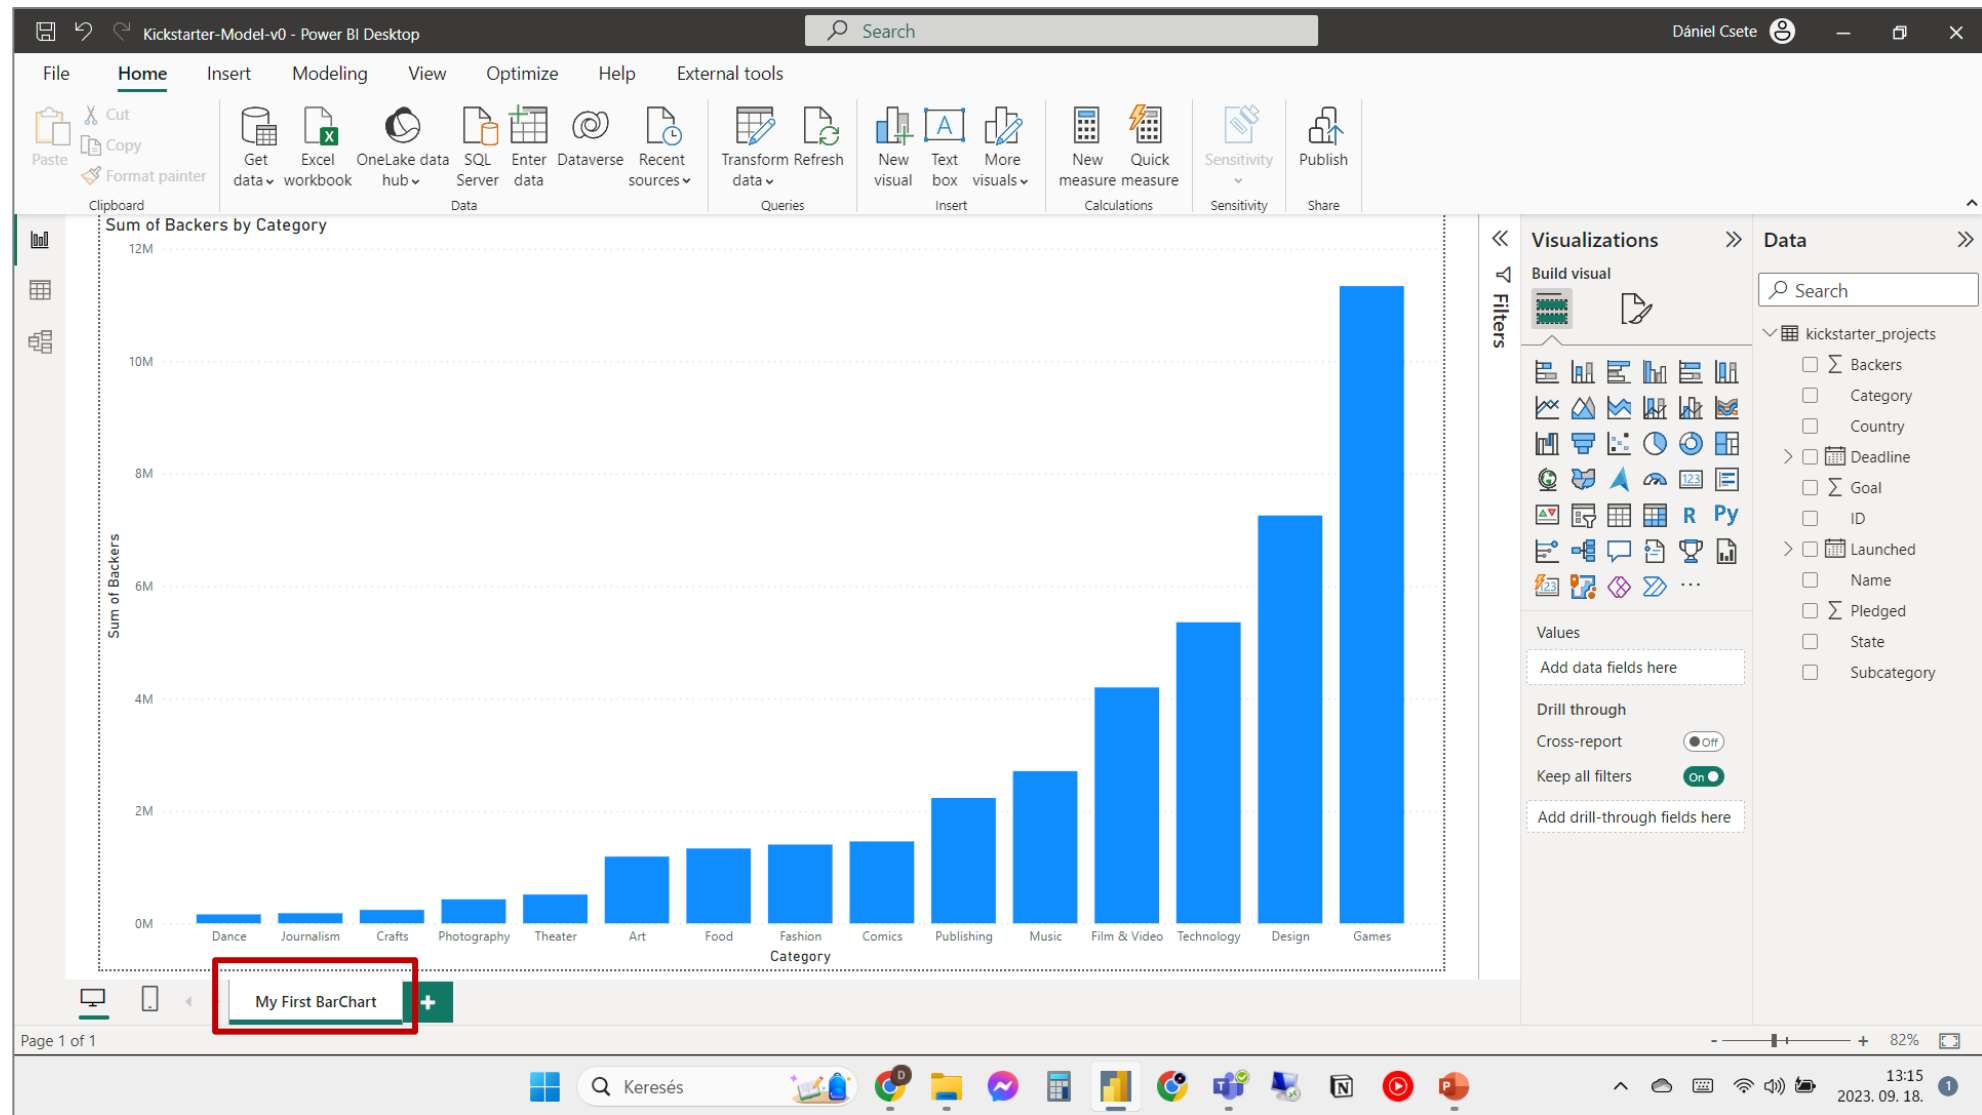 Kickstarter-Model-v0 - Power BI Desktop
Search
Dániel Csete
File Home Insert Modeling View Optimize Help External tools
Paste
Cut
Copy
Format painter
Clipboard
Get data
Excel workbook
OneLake data hub
SQL Server
Enter data
Dataverse
Recent sources
Data
Transform data
Refresh
Queries
New visual
A
Text box
More visuals
Insert
New measure
Quick measure
Calculations
Sensitivity
Sensitivity
Publish
Share
Sum of Backers by Category
12M
10M
8M
6M
4M
2M
0M
Sum of Backers
Dance Journalism Crafts Photography Theater Art Food Fashion Comics Publishing Music Film & Video Technology Design Games
Category
Filters
Visualizations
Build visual
123
R Py
123
Values
Add data fields here
Drill through
Cross-report Off
Keep all filters On
Add drill-through fields here
Data
Search
kickstarter_projects
Backers
Category
Country
Deadline
Goal
ID
Launched
Name
Pledged
State
Subcategory
My First BarChart +
Page 1 of 1
- + 82%
Keresés
D
13:15
2023. 09. 18.
1